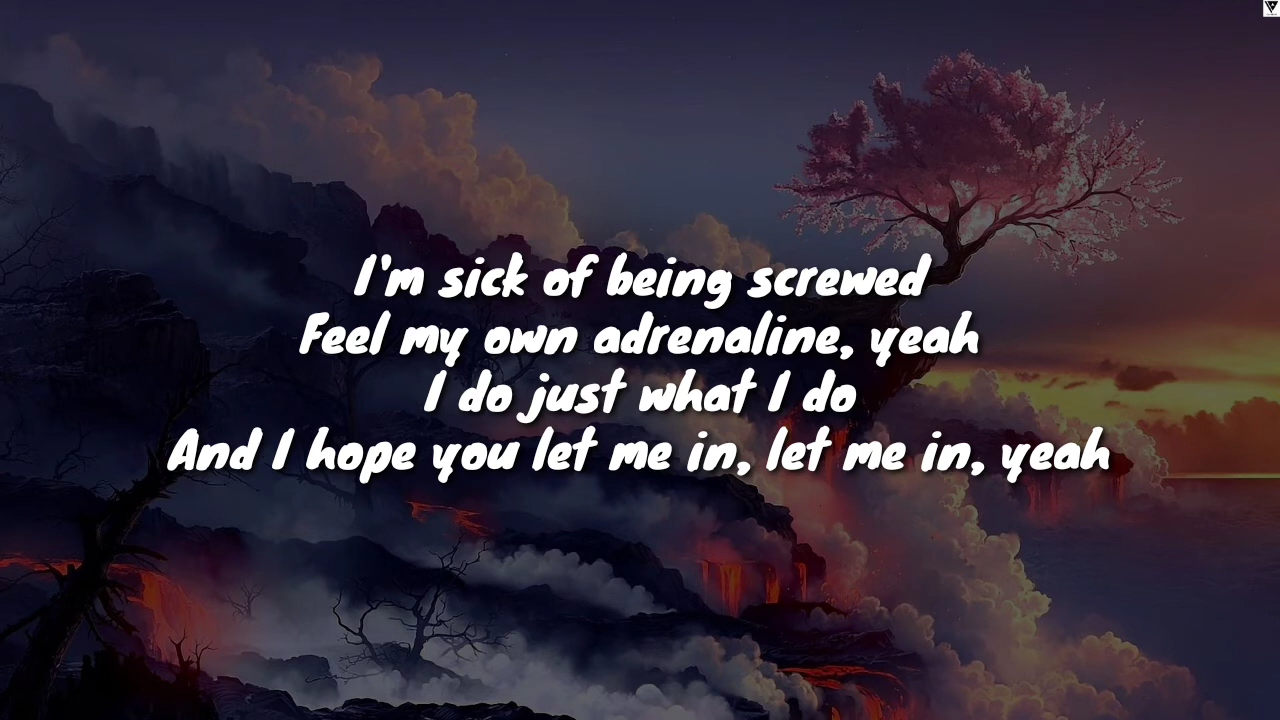 I'm sick of being screwed
Feel my own adrenaline, yeah
I do just what I do
And I hope you let me in, let me in, yeah